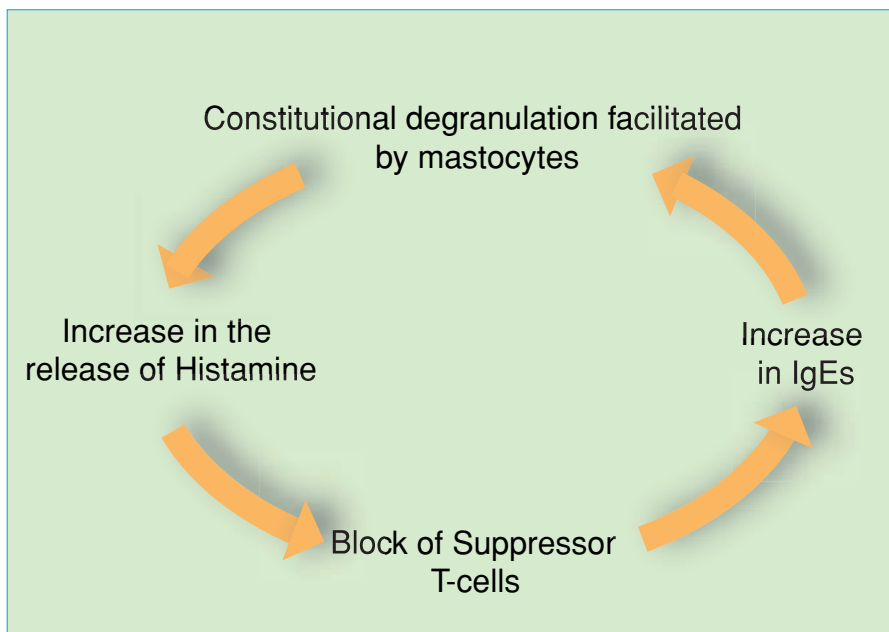 Constitutional degranulation facilitated
by mastocytes
Increase in the
release of Histamine
Increase
in IgEs
Block of Suppressor
T-cells